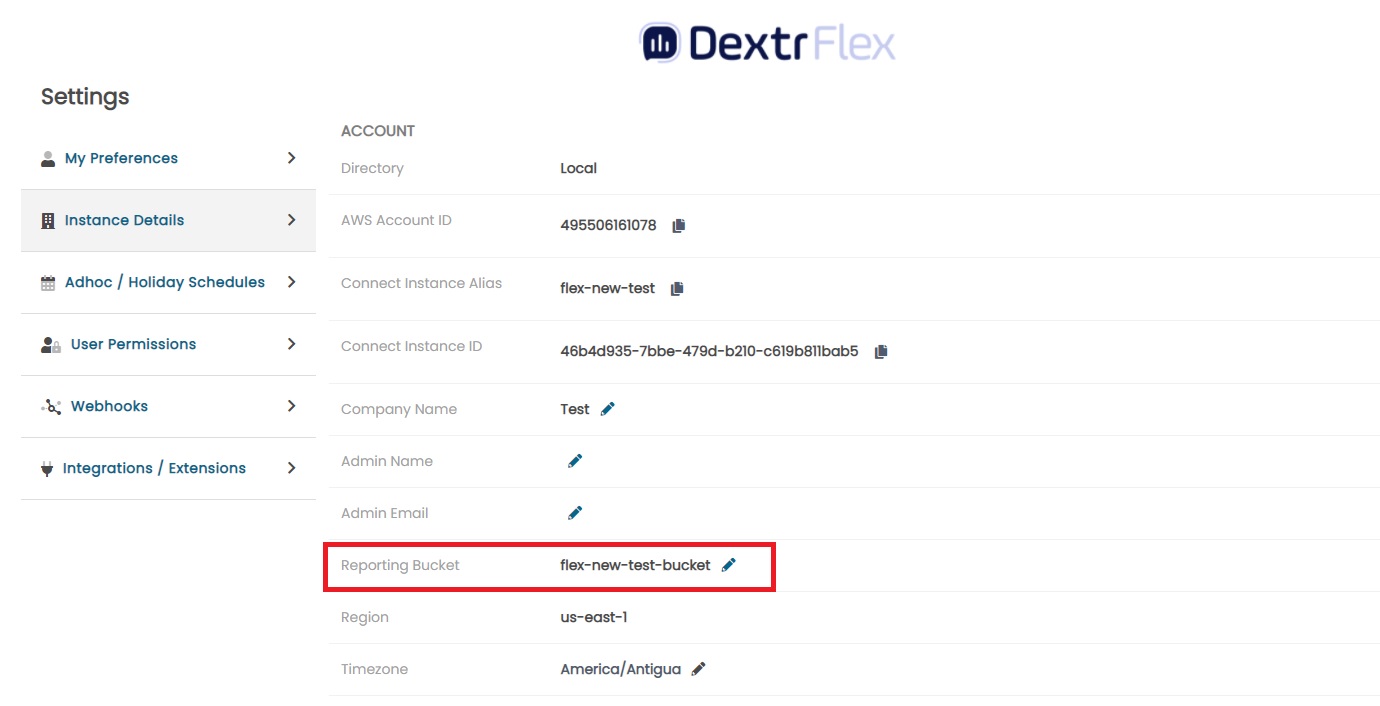 DextrFlex
Settings
My Preferences
Instance Details
Adhoc / Holiday Schedules
User Permissions
Webhooks
Integrations / Extensions
ACCOUNT
Directory Local
AWS Account ID 495506161078
Connect Instance Alias flex-new-test
Connect Instance ID 46b4d935-7bbe-479d-b210-c619b811bab5
Company Name Test
Admin Name
Admin Email
Reporting Bucket flex-new-test-bucket
Region us-east-1
Timezone America/Antigua